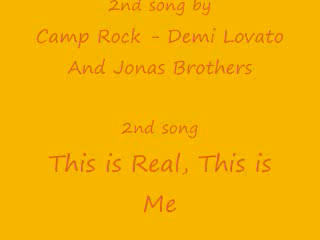 2nd song by
Camp Rock - Demi Lovato
And Jonas Brothers
2nd song
This is Real, This is
Me